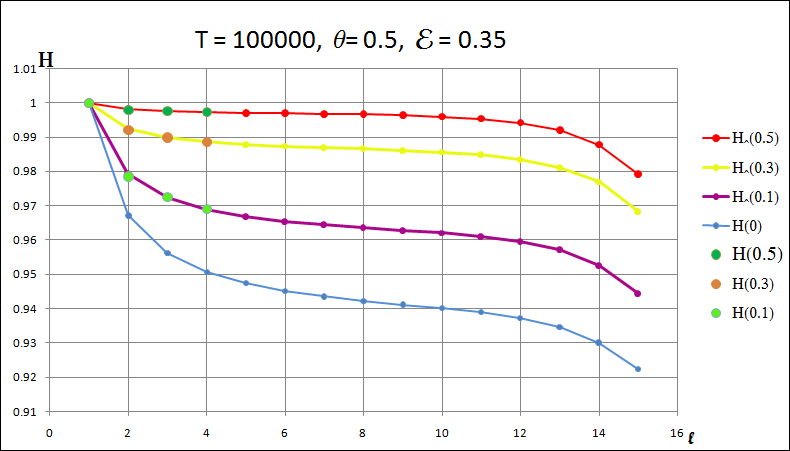 T = 100000, θ= 0.5, ℰ = 0.35
H
1.01
1
0.99
0.98
0.97
0.96
0.95
0.94
0.93
0.92
0.91
0 2 4 6 8 10 12 14 16
ℓ
H^(0.5)
H^(0.3)
H^(0.1)
H(0)
H(0.5)
H(0.3)
H(0.1)